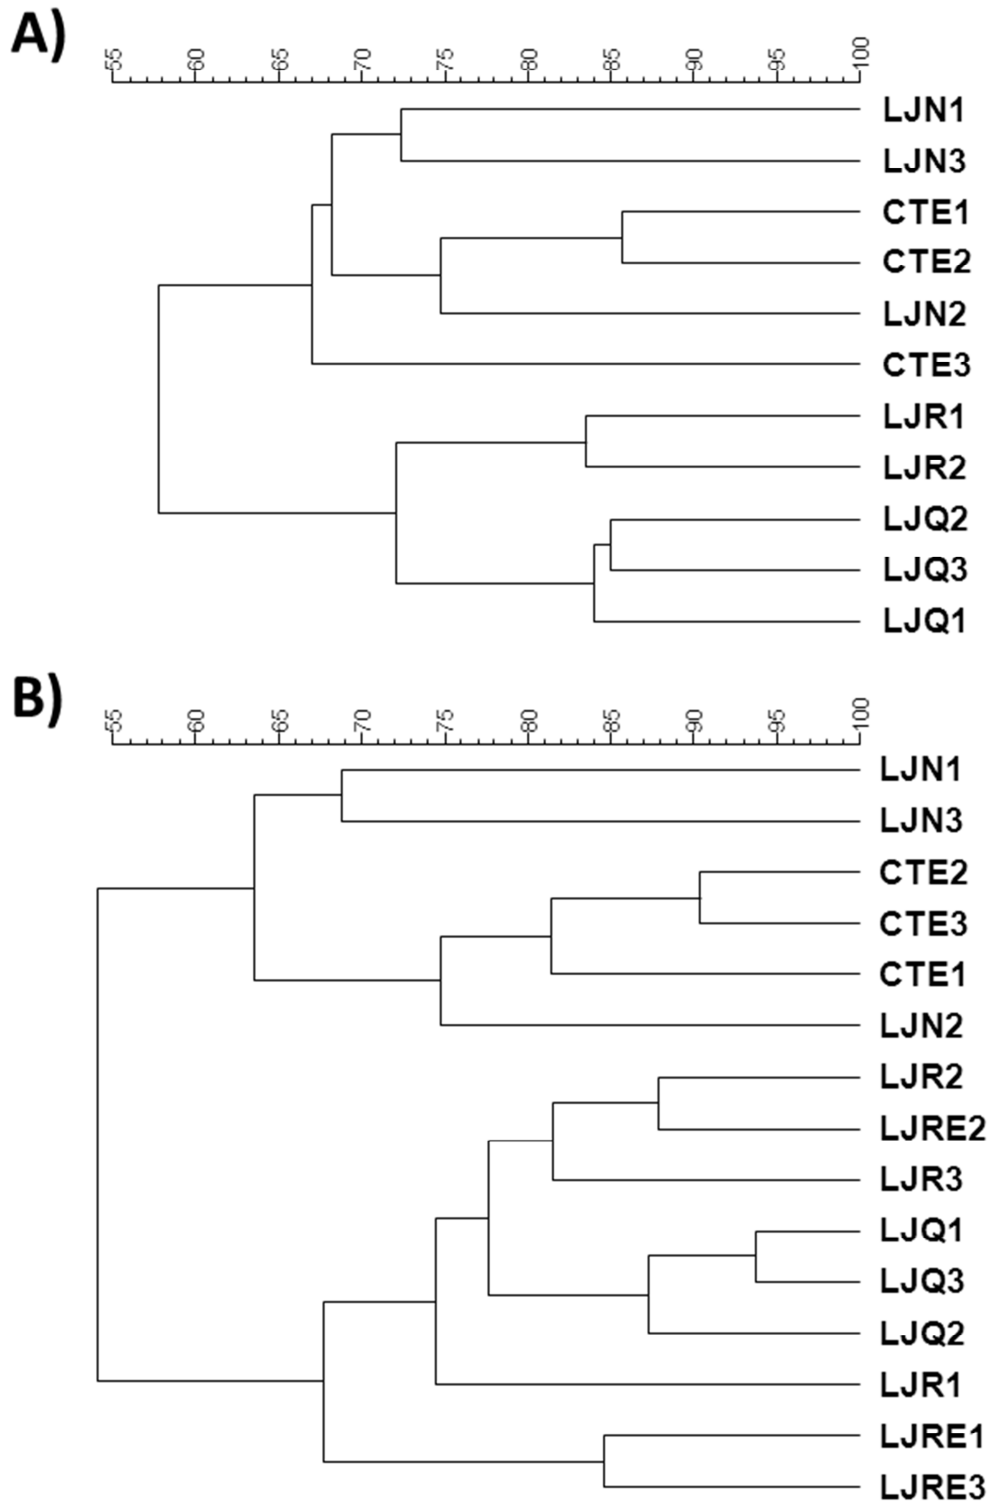 A)
55 60 65 70 75 80 85 90 95 100
LJN1
LJN3
CTE1
CTE2
LJN2
CTE3
LJR1
LJR2
LJQ2
LJQ3
LJQ1
B)
55 60 65 70 75 80 85 90 95 100
LJN1
LJN3
CTE2
CTE3
CTE1
LJN2
LJR2
LJRE2
LJR3
LJQ1
LJQ3
LJQ2
LJR1
LJRE1
LJRE3